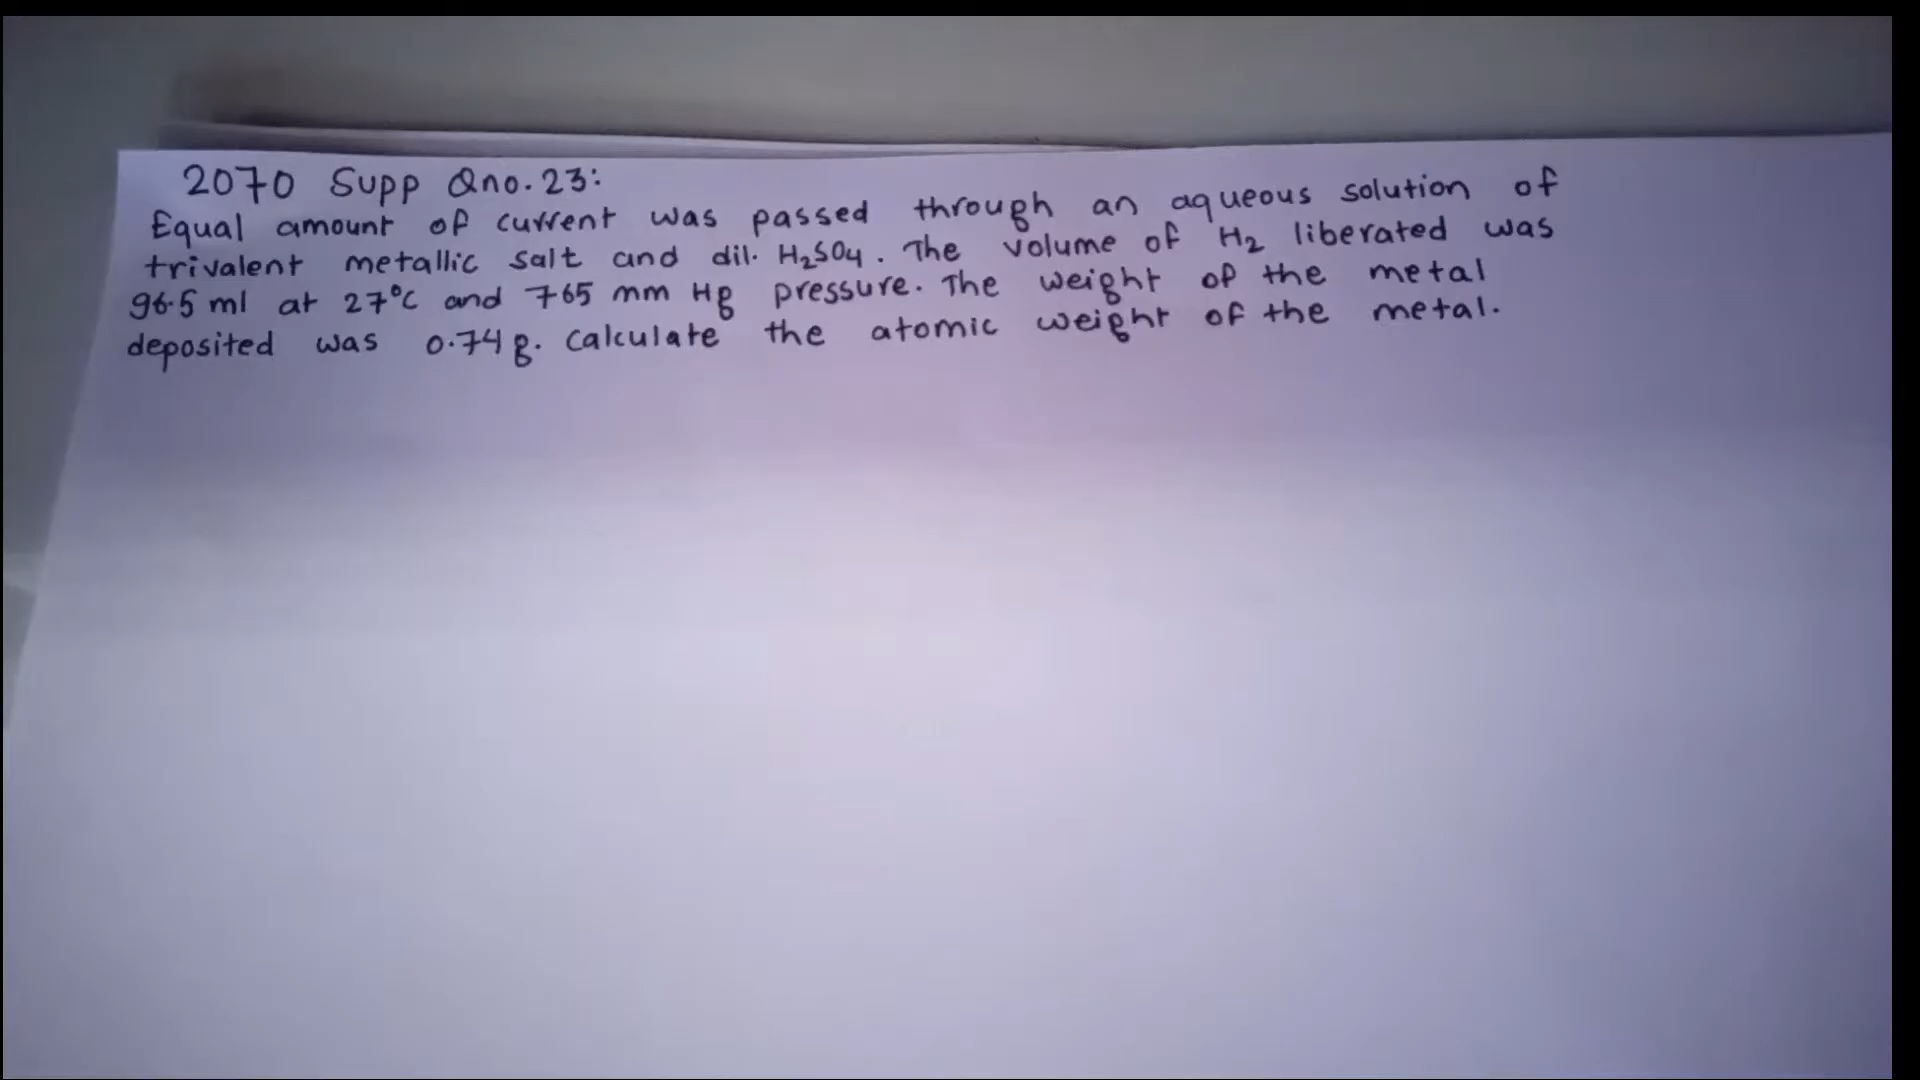 2070 Supp Qno. 23:
Equal amount of current was passed through an aqueous solution of
trivalent metallic salt and dil. H₂SO₄. The volume of H₂ liberated was
96.5 ml at 27°C and 765 mm Hg pressure. The weight of the metal
deposited was 0.74 g. Calculate the atomic weight of the metal.